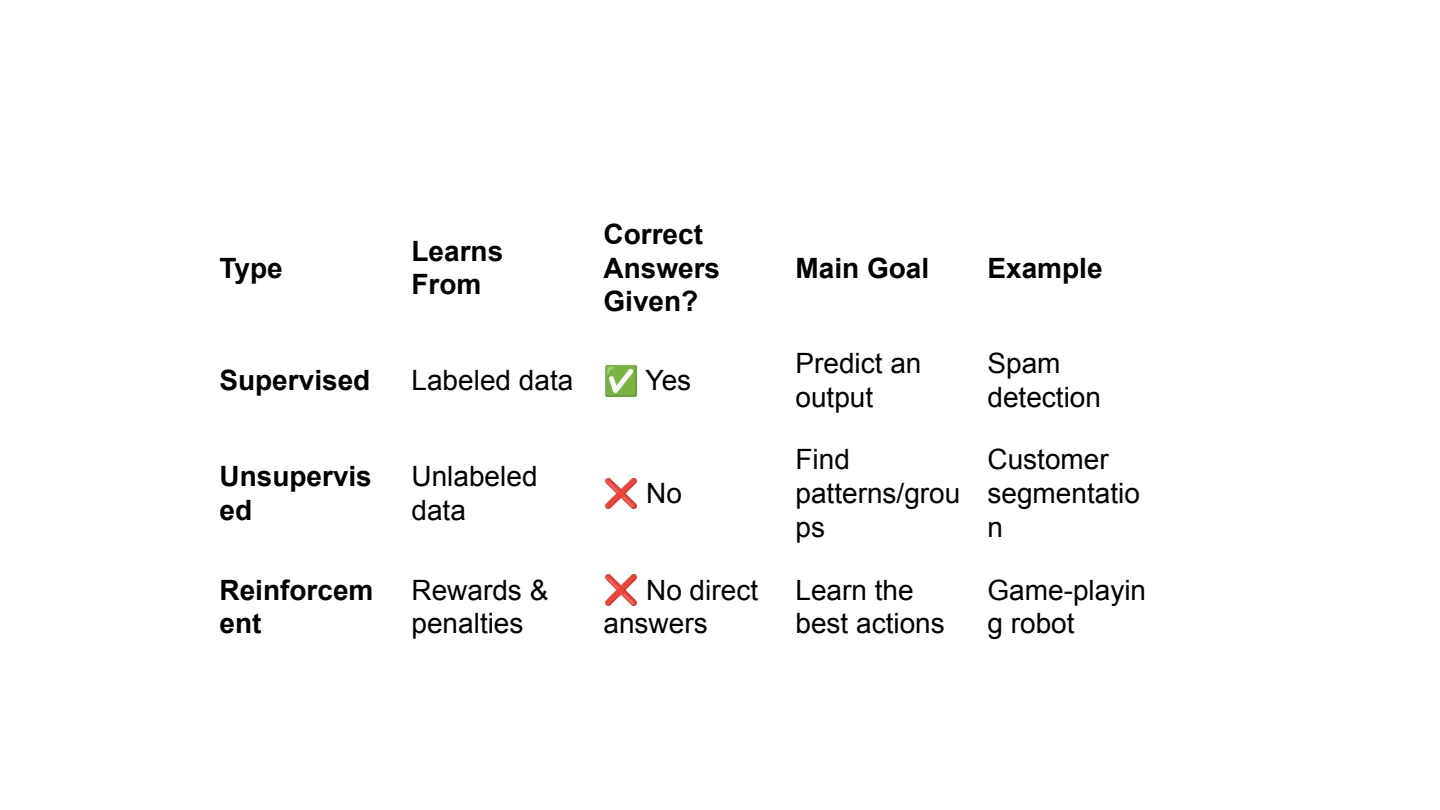 Type
Learns
From
Correct
Answers
Given?
Main Goal
Example
Supervised
Labeled data
✅ Yes
Predict an
output
Spam
detection
Unsupervis
ed
Unlabeled
data
❌ No
Find
patterns/grou
ps
Customer
segmentatio
n
Reinforcem
ent
Rewards &
penalties
❌ No direct
answers
Learn the
best actions
Game-playin
g robot